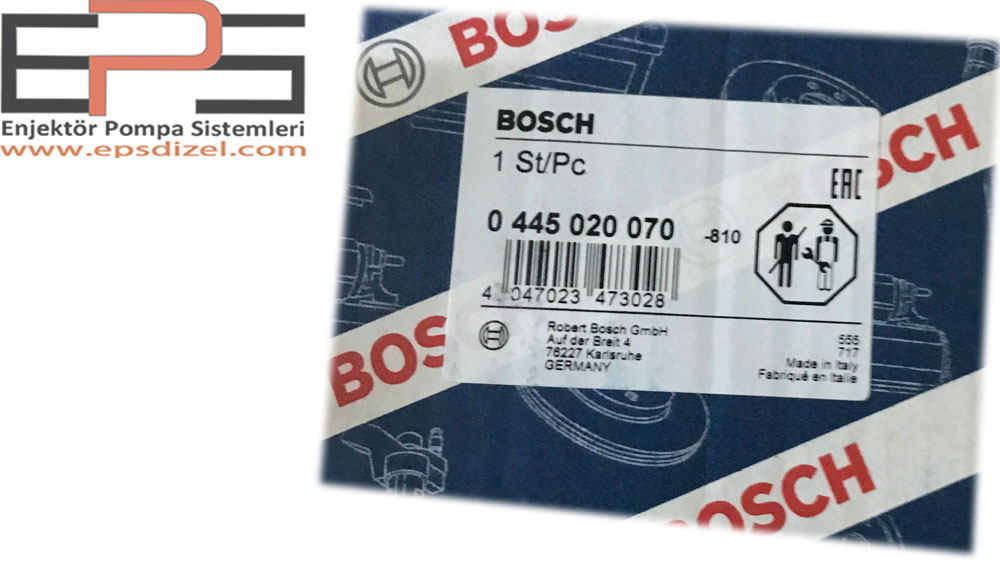 EPS
Enjektör Pompa Sistemleri
www.epsdizel.com
BOSCH
BOSCH
1 St/Pc
EAC
BOSCH
0 445 020 070 -810
4 047023 473028
Robert Bosch GmbH
Auf der Breit 4
76227 Karlsruhe
GERMANY
555
717
Made in Italy
Fabriqué en Italie
BOSCH
BOSCH
BOSCH